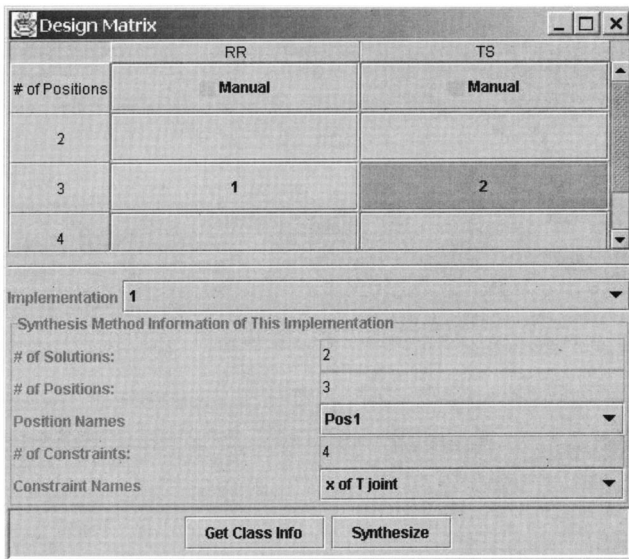 Design Matrix
RR TS
# of Positions Manual Manual
2
3 1 2
4
Implementation 1
Synthesis Method Information of This Implementation
# of Solutions: 2
# of Positions: 3
Position Names Pos1
# of Constraints: 4
Constraint Names x of T joint
Get Class Info Synthesize